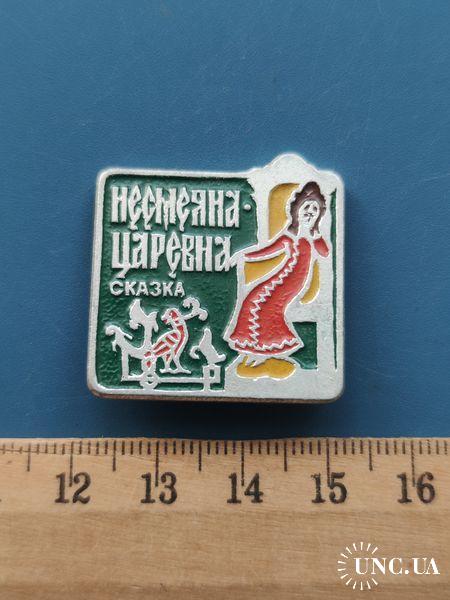 НЕСМЕЯНА·
ЦАРЕВНА
СКАЗКА
12 13 14 15 16
UNC.UA